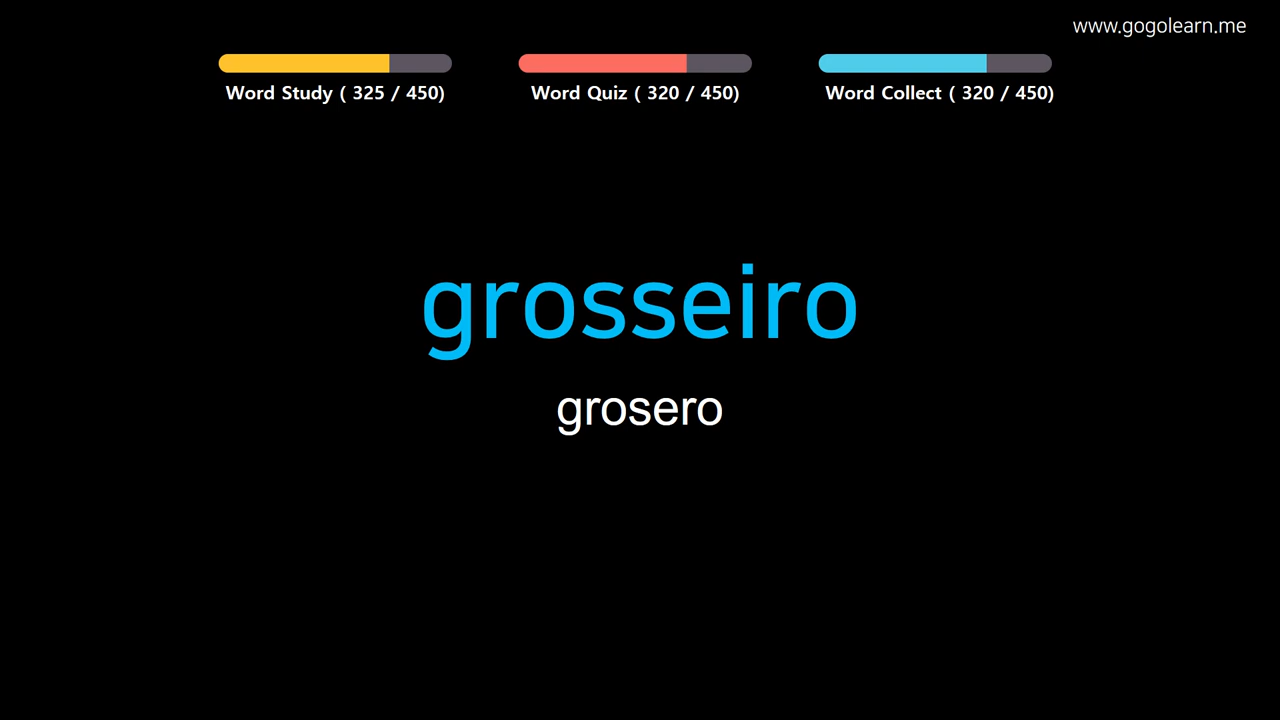 www.gogolearn.me
Word Study ( 325 / 450)
Word Quiz ( 320 / 450)
Word Collect ( 320 / 450)
grosseiro
grosero